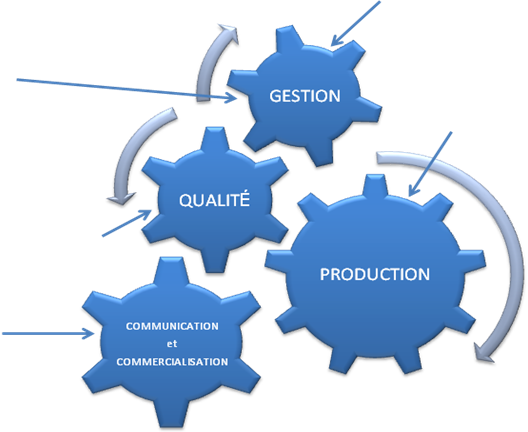 GESTION
QUALITÉ
PRODUCTION
COMMUNICATION
et
COMMERCIALISATION